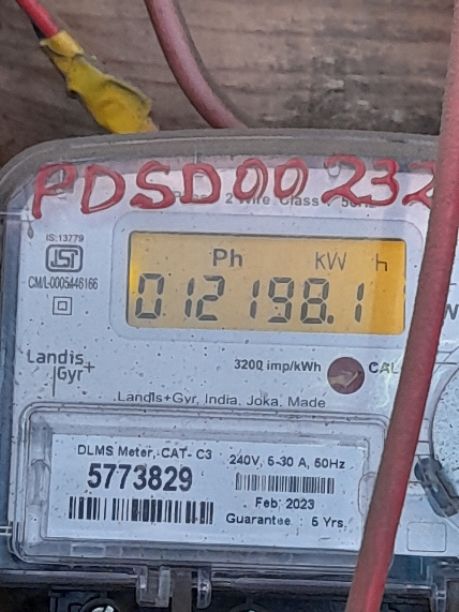 PDSD00232
2 Wire Class
IS:13779
CM/L-0005446166
Ph kW h
012198.1
Landis+
Gyr
3200 imp/kWh CAL
Landis+Gyr, India, Joka, Made
DLMS Meter, CAT- C3
5773829
240V, 5-30 A, 50Hz
Feb, 2023
Guarantee : 5 Yrs.